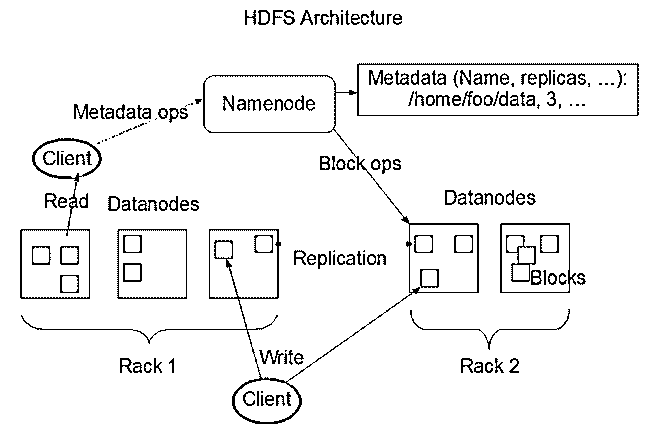 HDFS Architecture
Metadata (Name, replicas, ...):
/home/foo/data, 3, ...
Namenode
Metadata ops
Client
Block ops
Read
Datanodes
Datanodes
Replication
Blocks
Rack 1
Write
Rack 2
Client